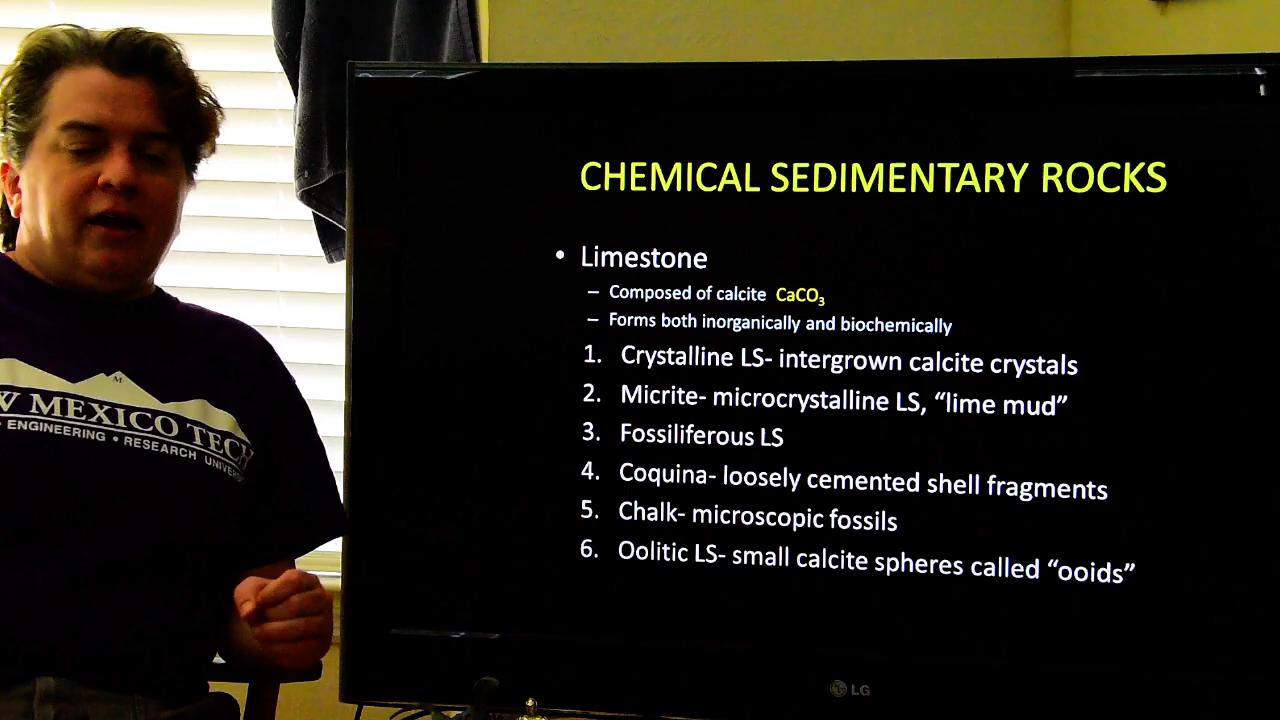 CHEMICAL SEDIMENTARY ROCKS
• Limestone
– Composed of calcite CaCO₃
– Forms both inorganically and biochemically
1. Crystalline LS- intergrown calcite crystals
2. Micrite- microcrystalline LS, “lime mud”
3. Fossiliferous LS
4. Coquina- loosely cemented shell fragments
5. Chalk- microscopic fossils
6. Oolitic LS- small calcite spheres called “ooids”
M
MEXICO TECH
ENGINEERING • RESEARCH
LG